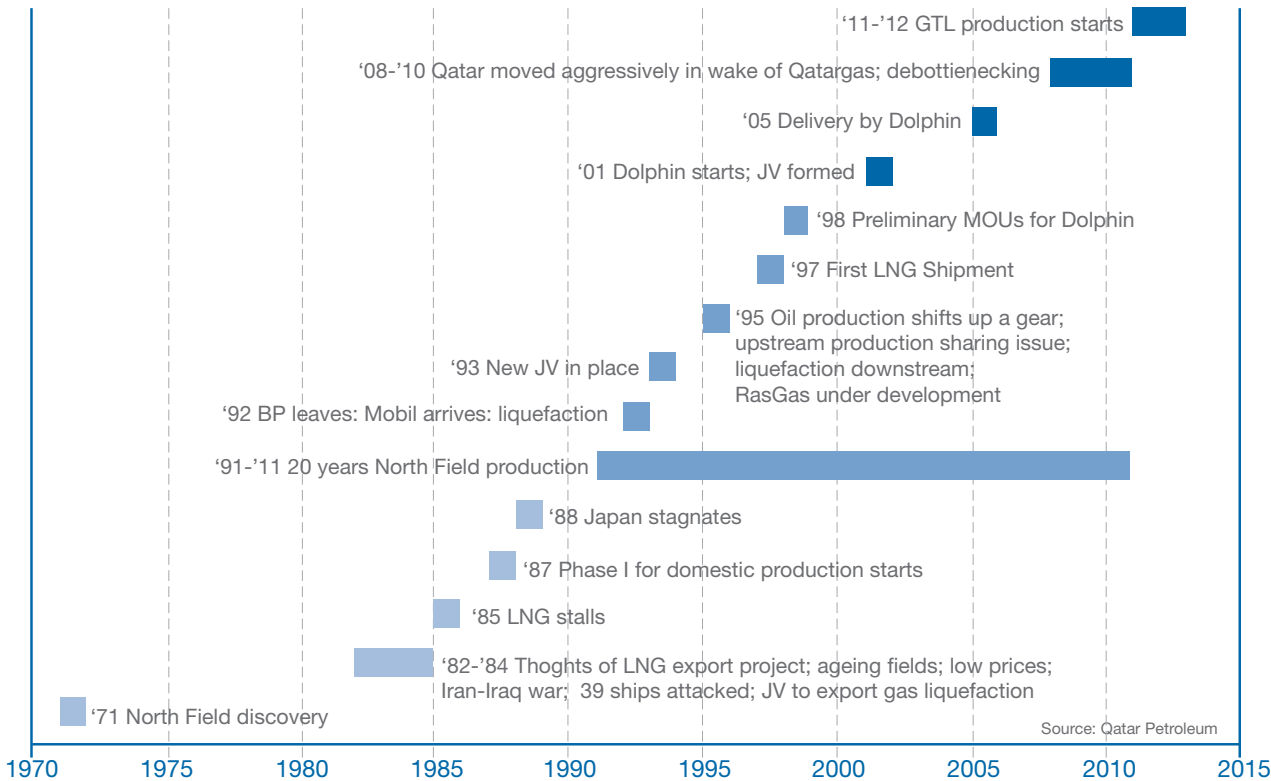 ‘11-’12 GTL production starts
‘08-’10 Qatar moved aggressively in wake of Qatargas; debottienecking
‘05 Delivery by Dolphin
‘01 Dolphin starts; JV formed
‘98 Preliminary MOUs for Dolphin
‘97 First LNG Shipment
‘95 Oil production shifts up a gear;
upstream production sharing issue;
liquefaction downstream;
RasGas under development
‘93 New JV in place
‘92 BP leaves: Mobil arrives: liquefaction
‘91-’11 20 years North Field production
‘88 Japan stagnates
‘87 Phase I for domestic production starts
‘85 LNG stalls
‘82-’84 Thoghts of LNG export project; ageing fields; low prices;
Iran-Iraq war; 39 ships attacked; JV to export gas liquefaction
‘71 North Field discovery
Source: Qatar Petroleum
1970 1975 1980 1985 1990 1995 2000 2005 2010 2015